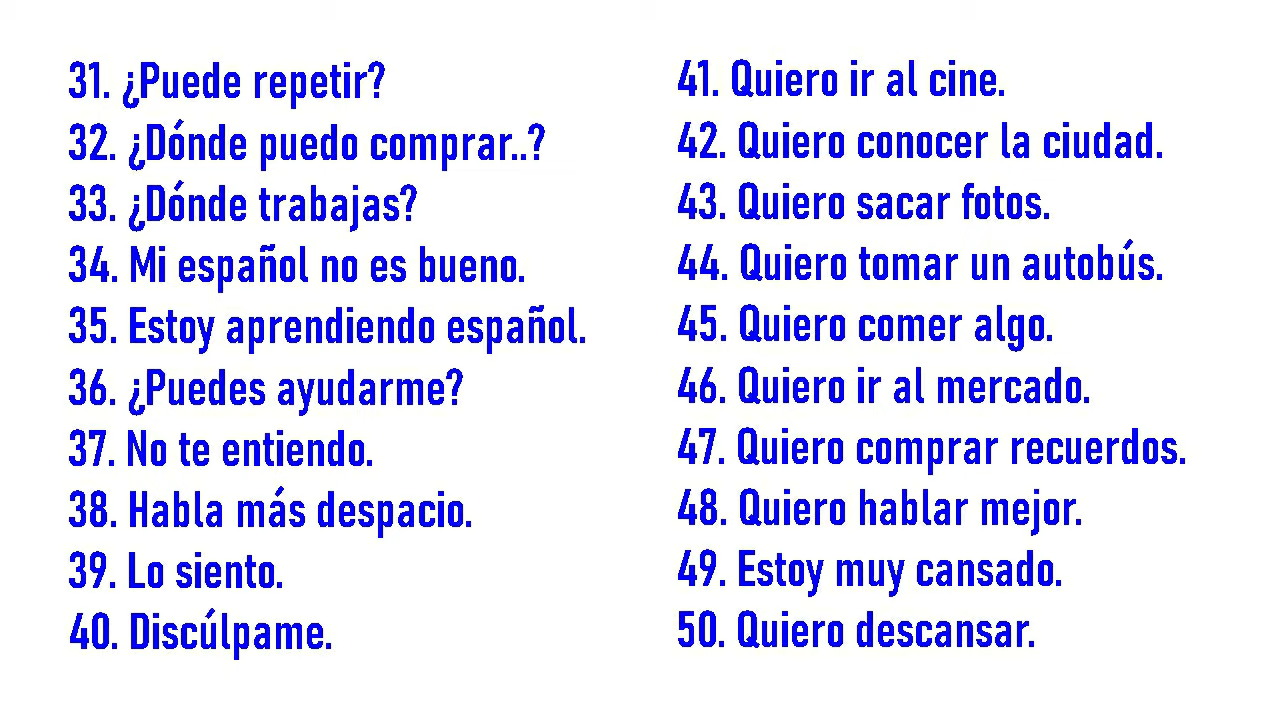 31. ¿Puede repetir?
32. ¿Dónde puedo comprar..?
33. ¿Dónde trabajas?
34. Mi español no es bueno.
35. Estoy aprendiendo español.
36. ¿Puedes ayudarme?
37. No te entiendo.
38. Habla más despacio.
39. Lo siento.
40. Discúlpame.
41. Quiero ir al cine.
42. Quiero conocer la ciudad.
43. Quiero sacar fotos.
44. Quiero tomar un autobús.
45. Quiero comer algo.
46. Quiero ir al mercado.
47. Quiero comprar recuerdos.
48. Quiero hablar mejor.
49. Estoy muy cansado.
50. Quiero descansar.